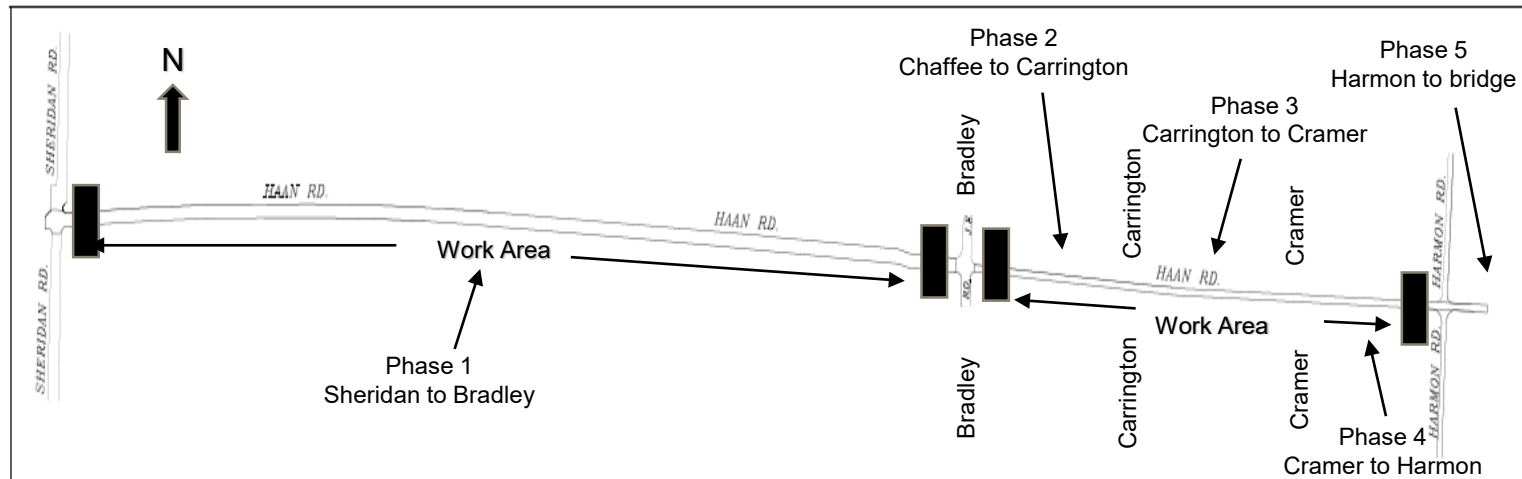 SHERIDAN RD.
N
Phase 2
Chaffee to Carrington
Phase 5
Harmon to bridge
Phase 3
Carrington to Cramer
Bradley
Carrington
Cramer
HAAN RD.
HAAN RD.
HARMON RD.
J.E.
Work Area
HAAN RD.
RD.
Work Area
SHERIDAN RD.
Phase 1
Sheridan to Bradley
Bradley
Carrington
Cramer
HARMON RD.
Phase 4
Cramer to Harmon